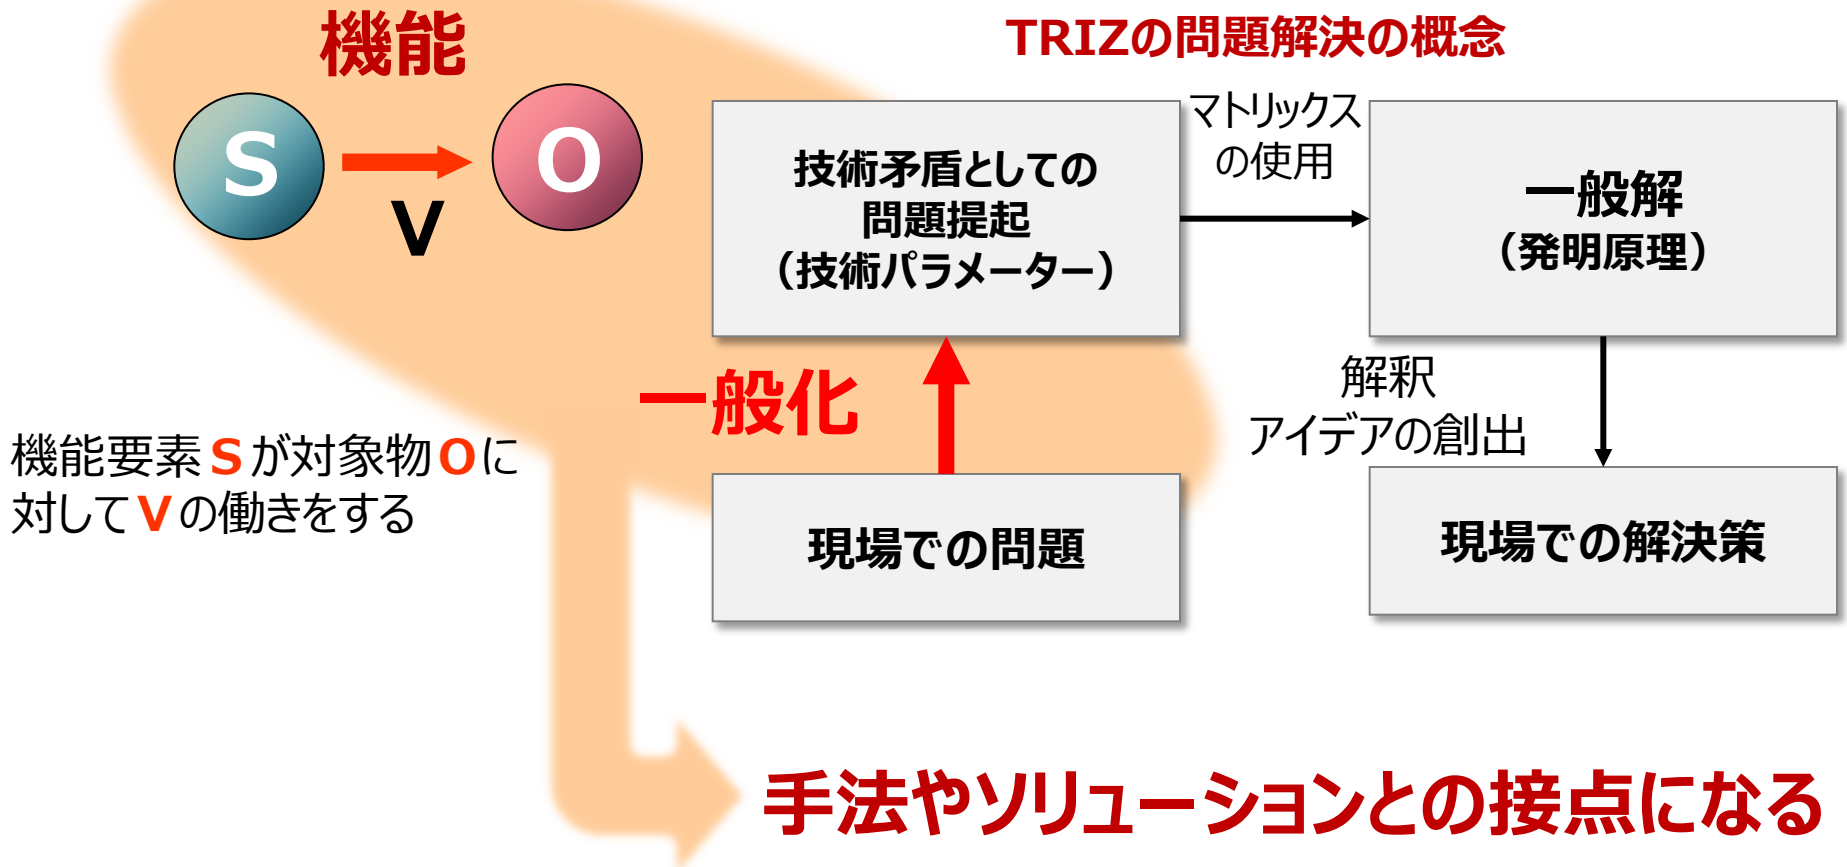 機能
S
O
V
機能要素Sが対象物Oに
対してVの働きをする
TRIZの問題解決の概念
技術矛盾としての
問題提起
（技術パラメーター）
マトリックス
の使用
一般解
（発明原理）
一般化
解釈
アイデアの創出
現場での問題
現場での解決策
手法やソリューションとの接点になる